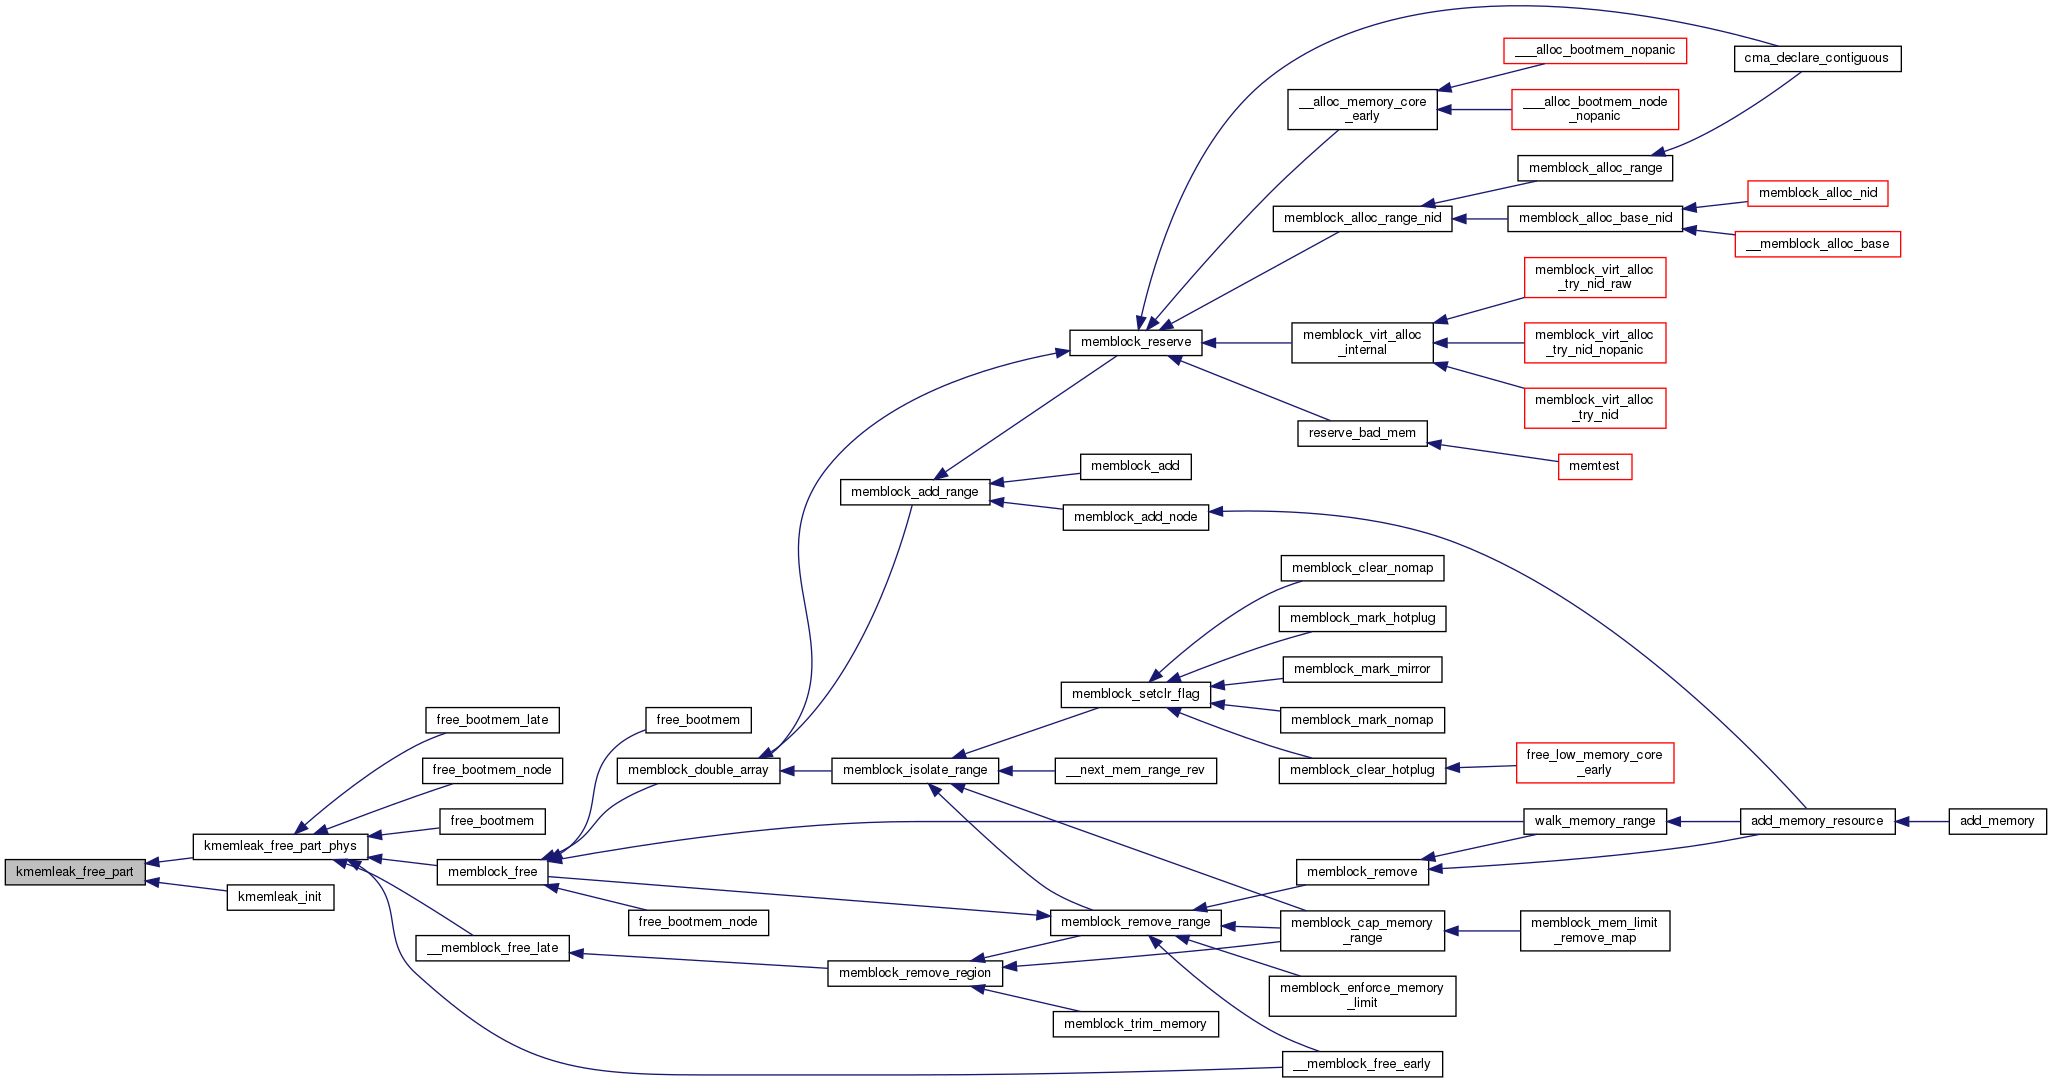 ___alloc_bootmem_nopanic
cma_declare_contiguous
__alloc_memory_core
_early
___alloc_bootmem_node
_nopanic
memblock_alloc_range
memblock_alloc_nid
memblock_alloc_range_nid
memblock_alloc_base_nid
__memblock_alloc_base
memblock_virt_alloc
_try_nid_raw
memblock_reserve
memblock_virt_alloc
_internal
memblock_virt_alloc
_try_nid_nopanic
memblock_virt_alloc
_try_nid
reserve_bad_mem
memtest
memblock_add
memblock_add_range
memblock_add_node
memblock_clear_nomap
memblock_mark_hotplug
memblock_mark_mirror
memblock_setclr_flag
memblock_mark_nomap
free_bootmem_late
free_bootmem
free_low_memory_core
_early
free_bootmem_node
memblock_double_array
memblock_isolate_range
__next_mem_range_rev
memblock_clear_hotplug
free_bootmem
walk_memory_range
add_memory_resource
add_memory
kmemleak_free_part_phys
kmemleak_free_part
memblock_free
memblock_remove
kmemleak_init
free_bootmem_node
memblock_remove_range
memblock_cap_memory
_range
memblock_mem_limit
_remove_map
__memblock_free_late
memblock_remove_region
memblock_enforce_memory
_limit
memblock_trim_memory
__memblock_free_early